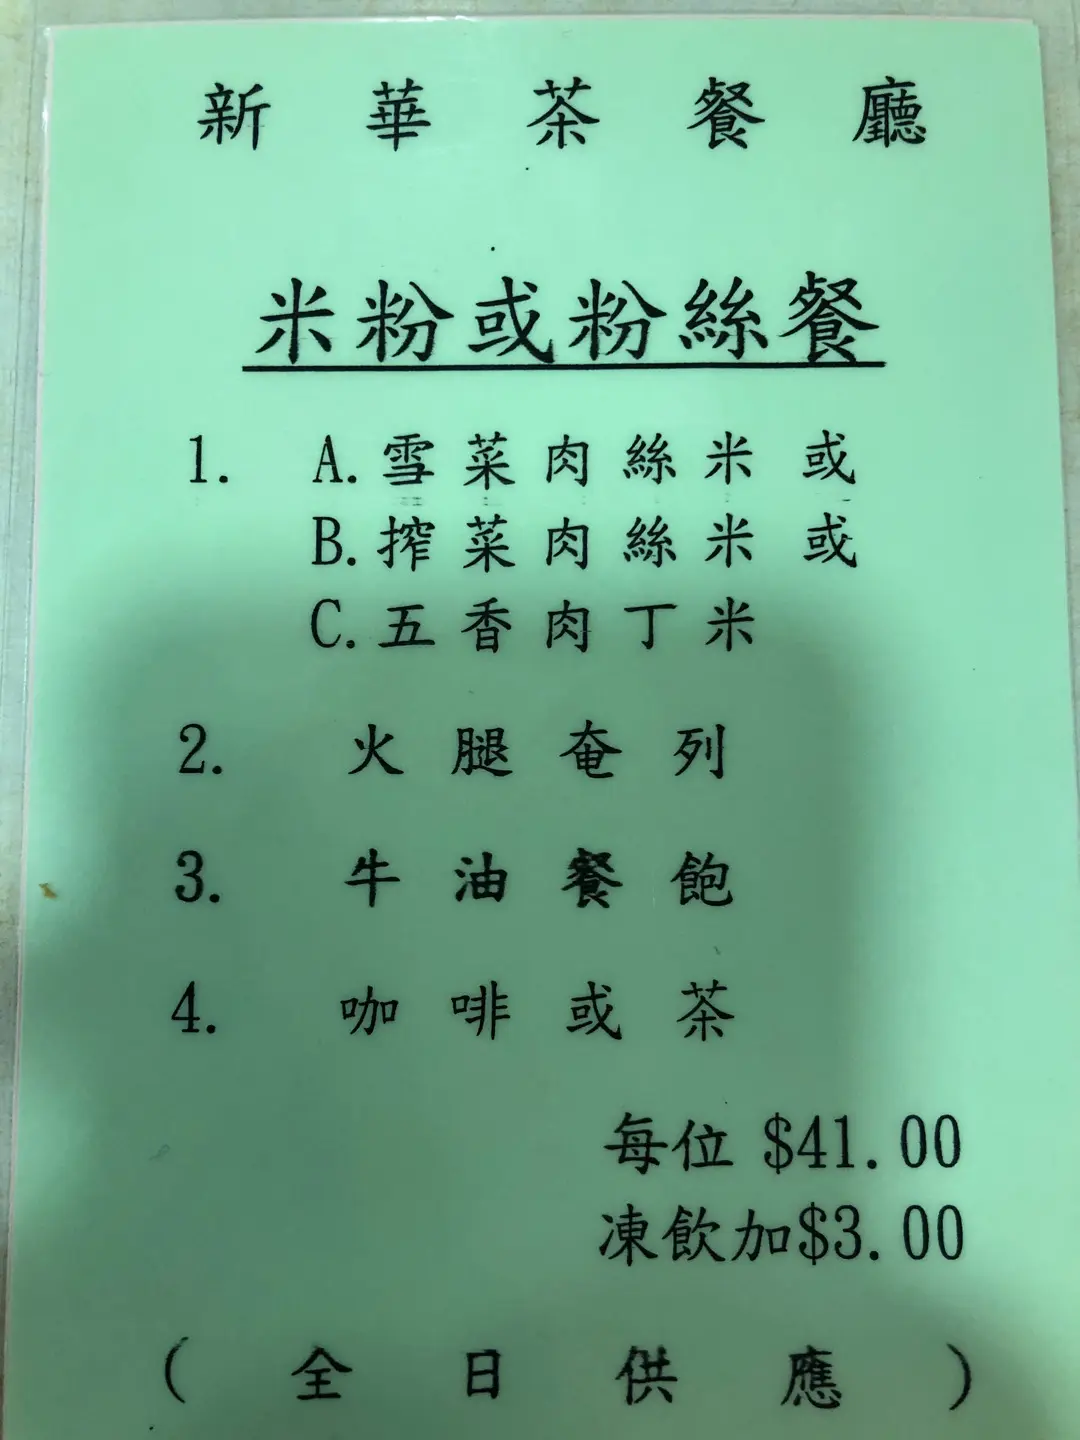 新華茶餐廳
米粉或粉絲餐
1. A.雪菜肉絲米 或
B.搾菜肉絲米 或
C.五香肉丁米
2. 火腿奄列
3. 牛油餐飽
4. 咖啡或茶
每位 $41.00
凍飲加$3.00
(全日供應)